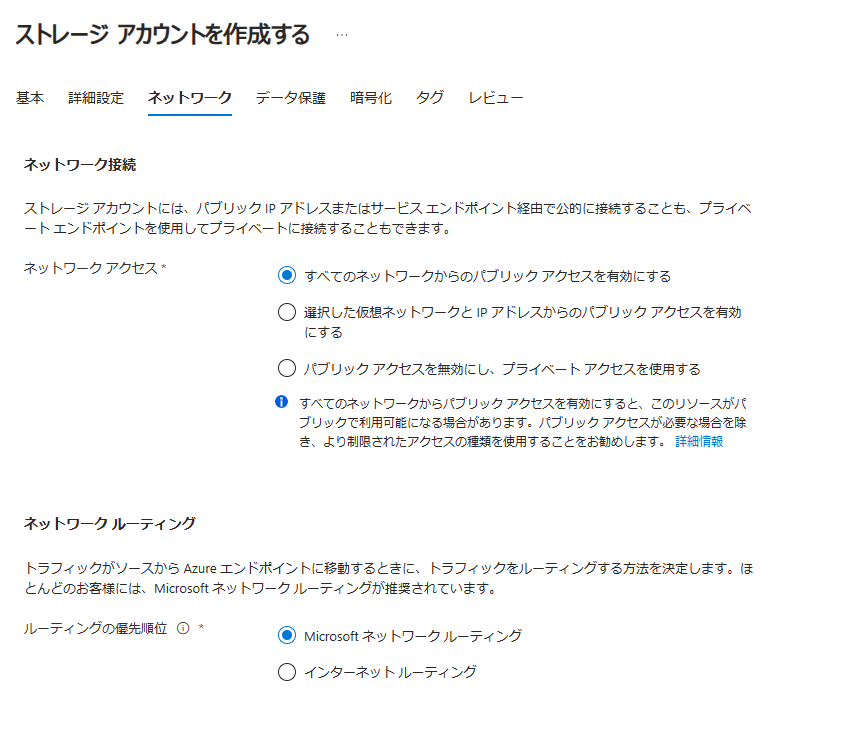 ストレージ アカウントを作成する ...
基本 詳細設定 ネットワーク データ保護 暗号化 タグ レビュー
ネットワーク接続
ストレージ アカウントには、パブリック IP アドレスまたはサービス エンドポイント経由で公的に接続することも、プライベ
ート エンドポイントを使用してプライベートに接続することもできます。
ネットワーク アクセス *
すべてのネットワークからのパブリック アクセスを有効にする
選択した仮想ネットワークと IP アドレスからのパブリック アクセスを有効
にする
パブリック アクセスを無効にし、プライベート アクセスを使用する
すべてのネットワークからパブリック アクセスを有効にすると、このリソースがパ
ブリックで利用可能になる場合があります。パブリック アクセスが必要な場合を除
き、より制限されたアクセスの種類を使用することをお勧めします。 詳細情報
ネットワーク ルーティング
トラフィックがソースから Azure エンドポイントに移動するときに、トラフィックをルーティングする方法を決定します。ほ
とんどのお客様には、Microsoft ネットワーク ルーティングが推奨されています。
ルーティングの優先順位 *
Microsoft ネットワーク ルーティング
インターネット ルーティング